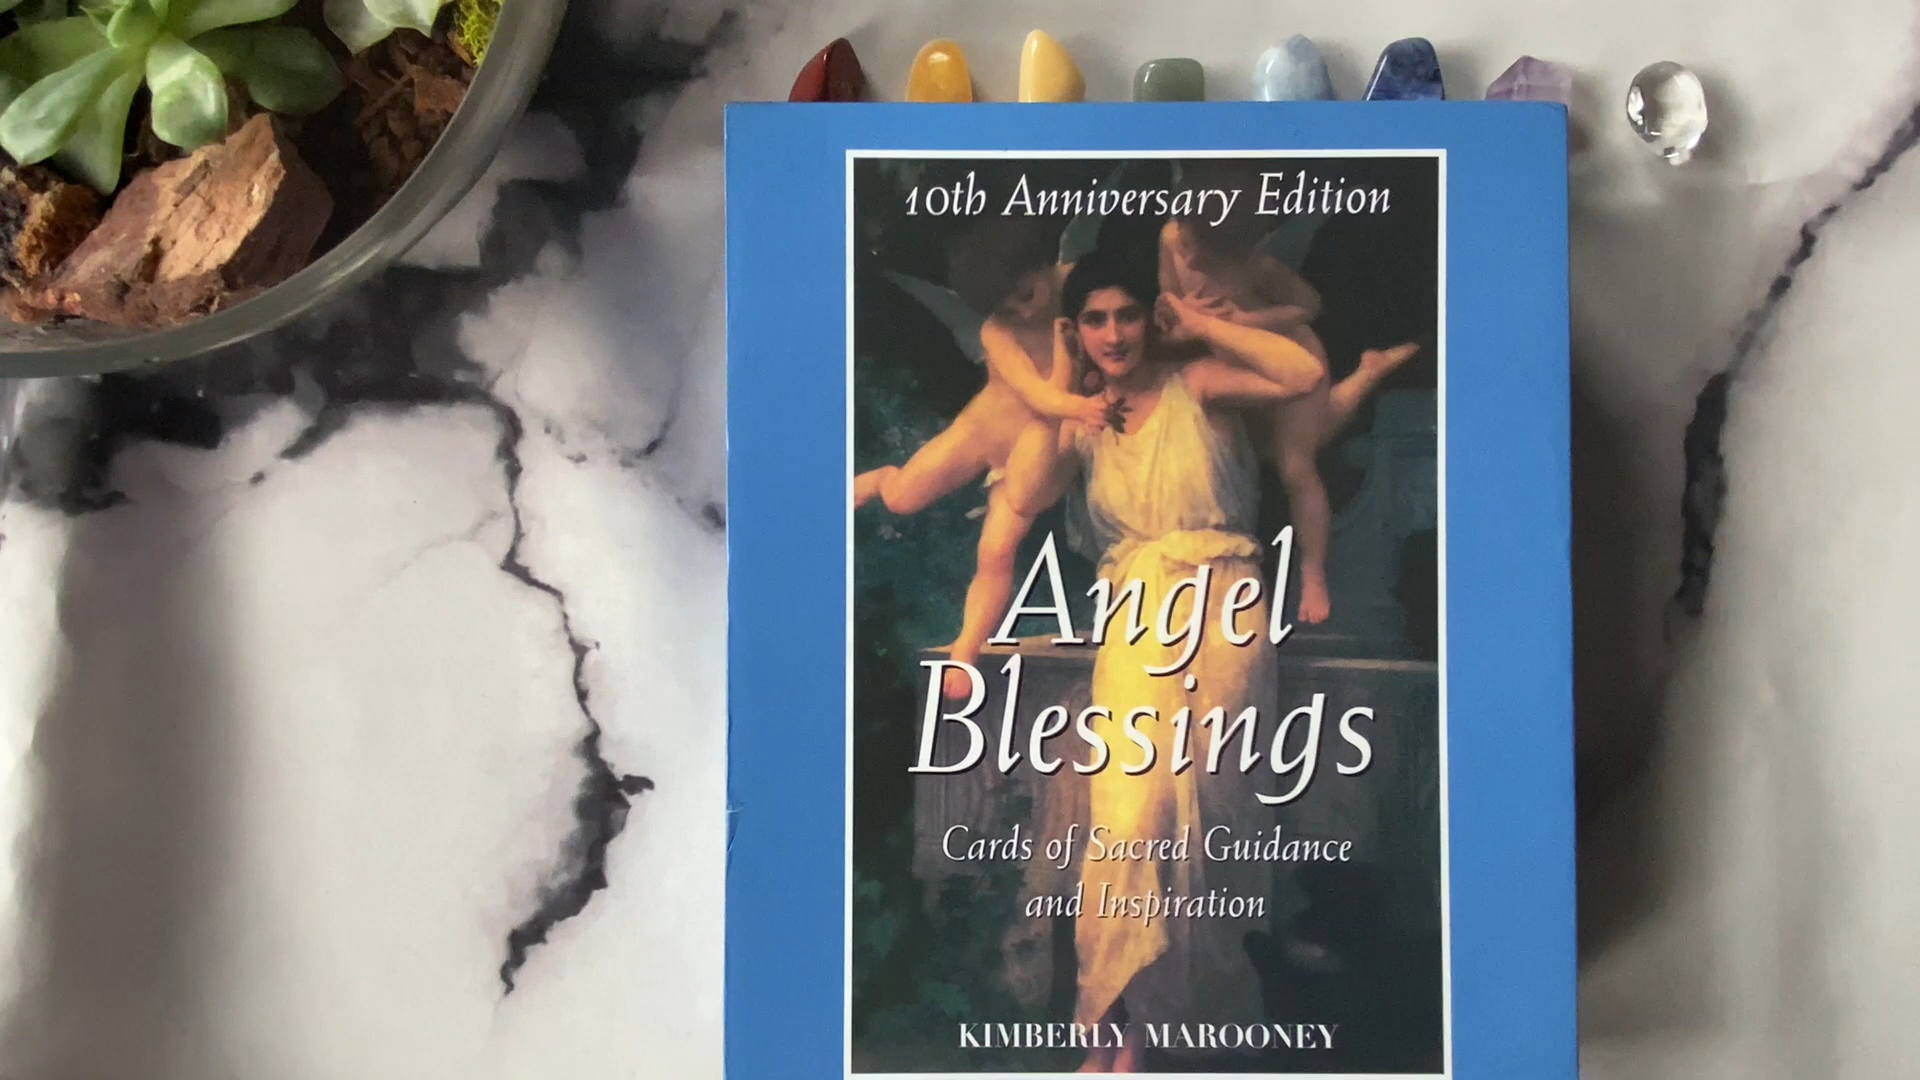 10th Anniversary Edition
Angel
Blessings
Cards of Sacred Guidance
and Inspiration
KIMBERLY MAROONEY